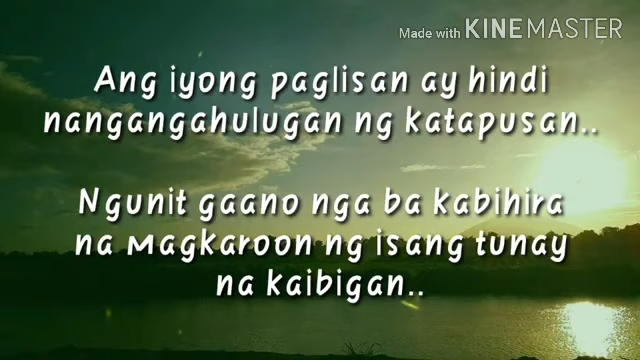 Made with KINEMASTER
Ang iyong paglisan ay hindi
nangangahulugan ng katapusan..
Ngunit gaano nga ba kabihira
na magkaroon ng isang tunay
na kaibigan..